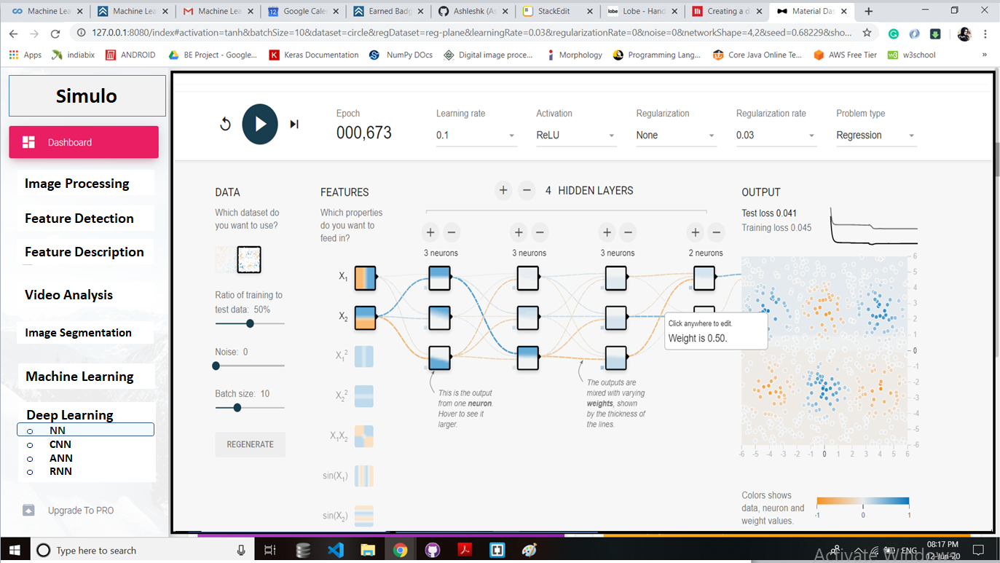 Machine Lea
Machine Lea
Machine Lea
Google Cale
Earned Badg
Ashleshk (As
StackEdit
lobe
Lobe - Hand
Creating a d
Material Das
127.0.0.1:8080/index#activation=tanh&batchSize=10&dataset=circle&regDataset=reg-plane&learningRate=0.03&regularizationRate=0&noise=0&networkShape=4,2&seed=0.68229&sho...
Apps
indiabix
ANDROID
BE Project - Google...
Keras Documentation
NumPy DOcs
Digital image proce...
Morphology
Programming Lang...
Core Java Online Te...
AWS Free Tier
w3school
»
Simulo
Dashboard
Image Processing
Feature Detection
Feature Description
Video Analysis
Image Segmentation
Machine Learning
Deep Learning
NN
CNN
ANN
RNN
Upgrade To PRO
Epoch
000,673
Learning rate
0.1
Activation
ReLU
Regularization
None
Regularization rate
0.03
Problem type
Regression
DATA
Which dataset do
you want to use?
Ratio of training to
test data: 50%
Noise: 0
Batch size: 10
REGENERATE
FEATURES
Which properties
do you want to
feed in?
X1
X2
X1²
X2²
X1X2
sin(X1)
sin(X2)
+ − 4 HIDDEN LAYERS
+ −
3 neurons
+ −
3 neurons
+ −
3 neurons
+ −
2 neurons
This is the output
from one neuron.
Hover to see it
larger.
The outputs are
mixed with varying
weights, shown
by the thickness of
the lines.
Click anywhere to edit.
Weight is 0.50.
OUTPUT
Test loss 0.041
Training loss 0.045
6
5
4
3
2
1
0
-1
-2
-3
-4
-5
-6
-6 -5 -4 -3 -2 -1 0 1 2 3 4 5 6
Colors shows
data, neuron and
weight values.
-1 0 1
Type here to search
Activate Windows
ENG
08:17 PM
12-Jun-20